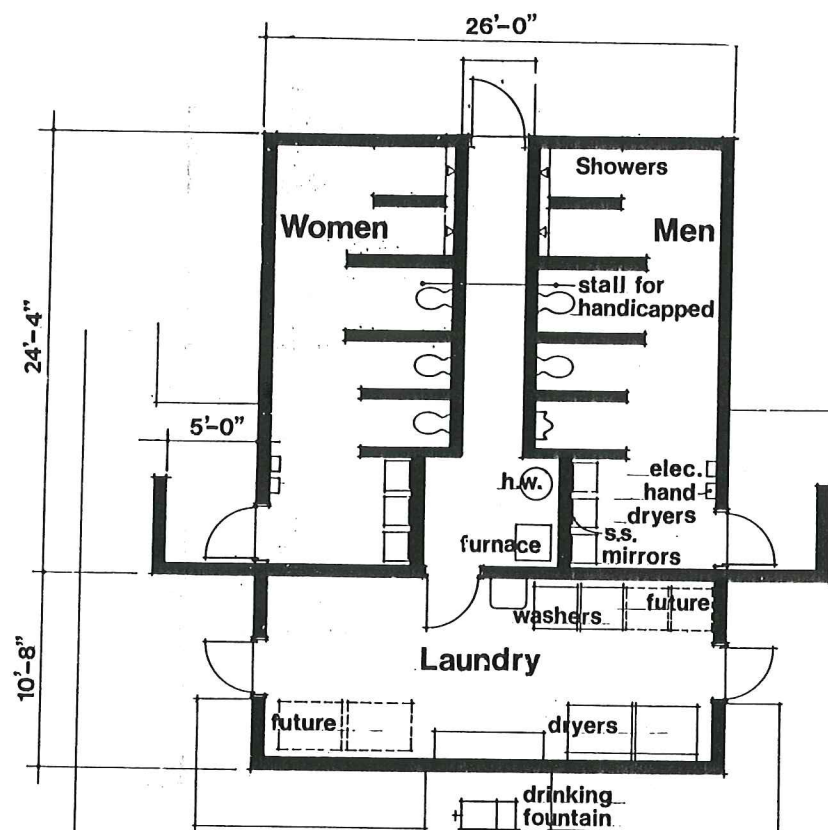 26'-0"
Showers
Women
Men
stall for
handicapped
24'-4"
5'-0"
elec.
hand
dryers
h.w.
s.s.
mirrors
furnace
washers
future
Laundry
10'-8"
future
dryers
drinking
fountain